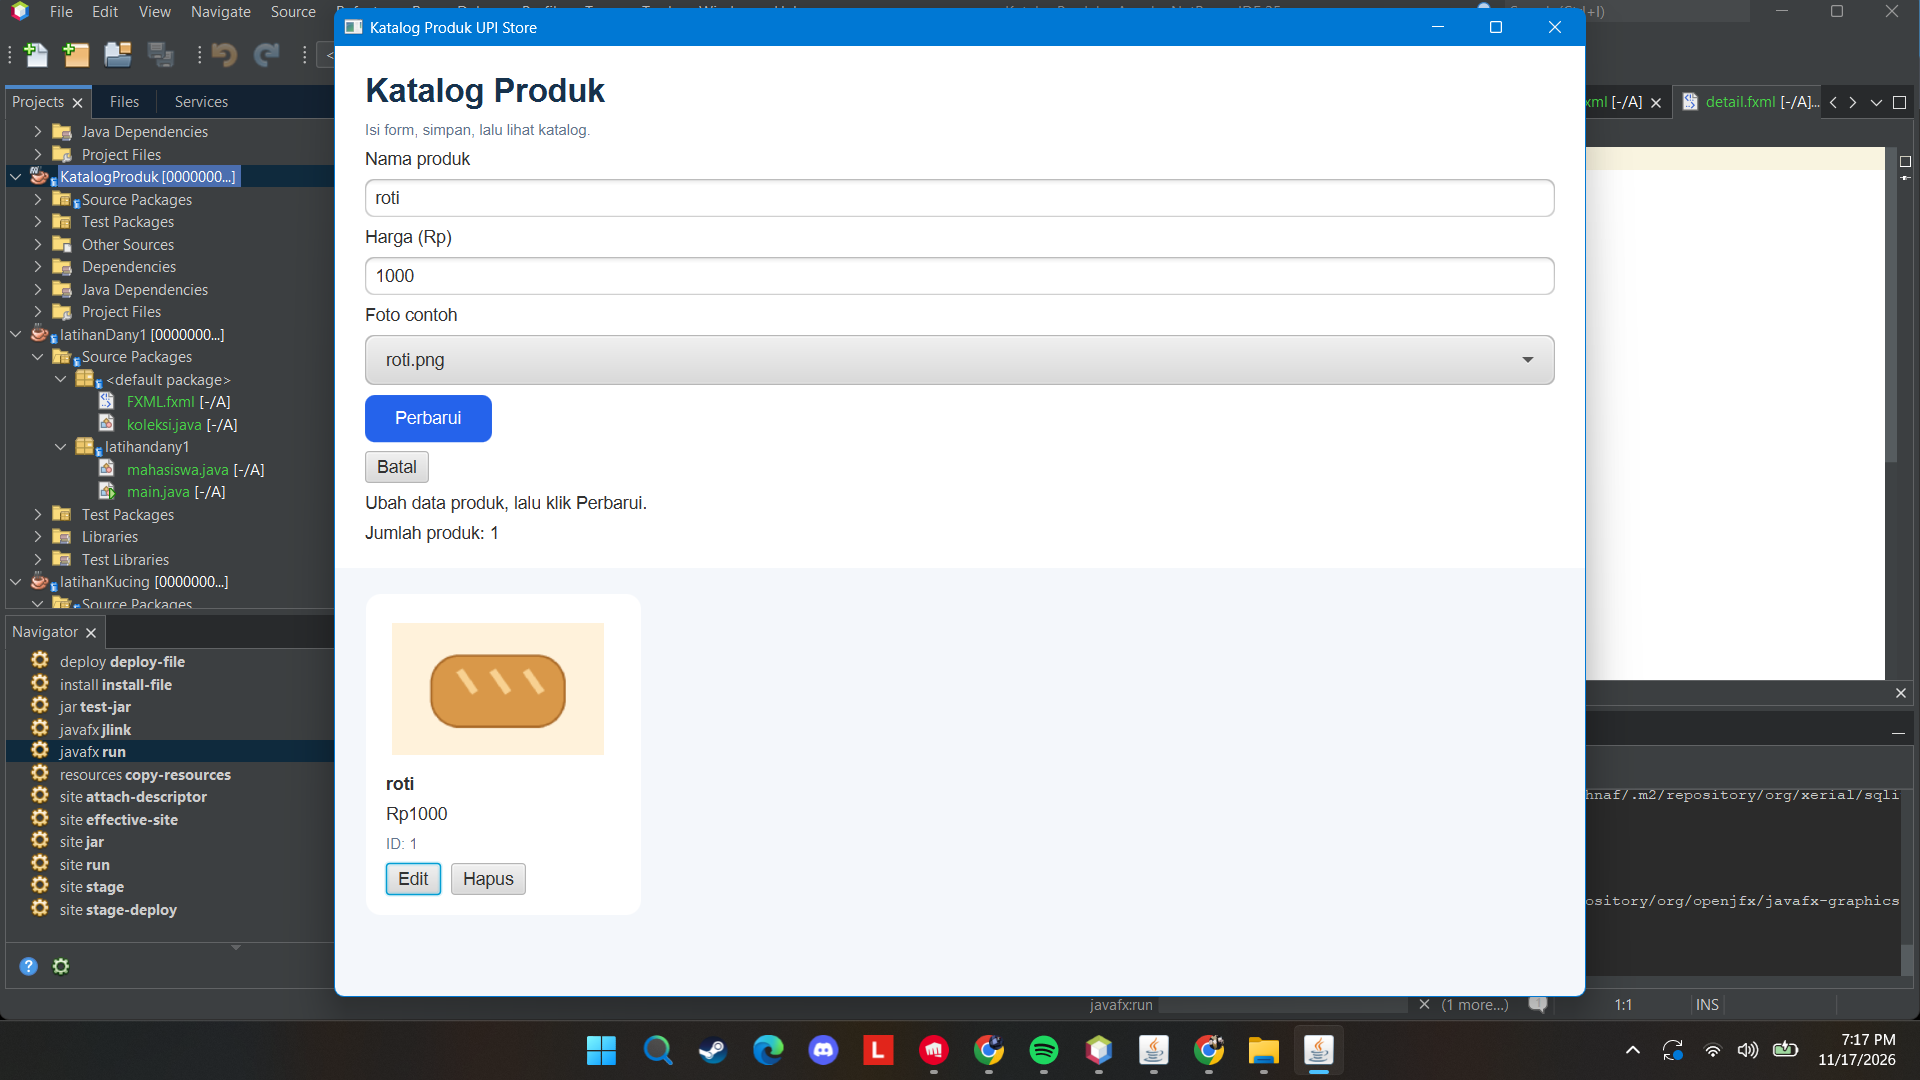 File Edit View Navigate Source
Katalog Produk UPI Store
Projects Files Services
xml [-/A] detail.fxml [-/A]...
Java Dependencies
Project Files
KatalogProduk [0000000...]
Source Packages
Test Packages
Other Sources
Dependencies
Java Dependencies
Project Files
latihanDany1 [0000000...]
Source Packages
<default package>
FXML.fxml [-/A]
koleksi.java [-/A]
latihandany1
mahasiswa.java [-/A]
main.java [-/A]
Test Packages
Libraries
Test Libraries
latihanKucing [0000000...]
Source Packages
Navigator
deploy deploy-file
install install-file
jar test-jar
javafx jlink
javafx run
resources copy-resources
site attach-descriptor
site effective-site
site jar
site run
site stage
site stage-deploy
Katalog Produk
Isi form, simpan, lalu lihat katalog.
Nama produk
roti
Harga (Rp)
1000
Foto contoh
roti.png
Perbarui
Batal
Ubah data produk, lalu klik Perbarui.
Jumlah produk: 1
roti
Rp1000
ID: 1
Edit Hapus
hnaf/.m2/repository/org/xerial/sqli
ository/org/openjfx/javafx-graphics
javafx:run (1 more...) 1:1 INS
7:17 PM
11/17/2026